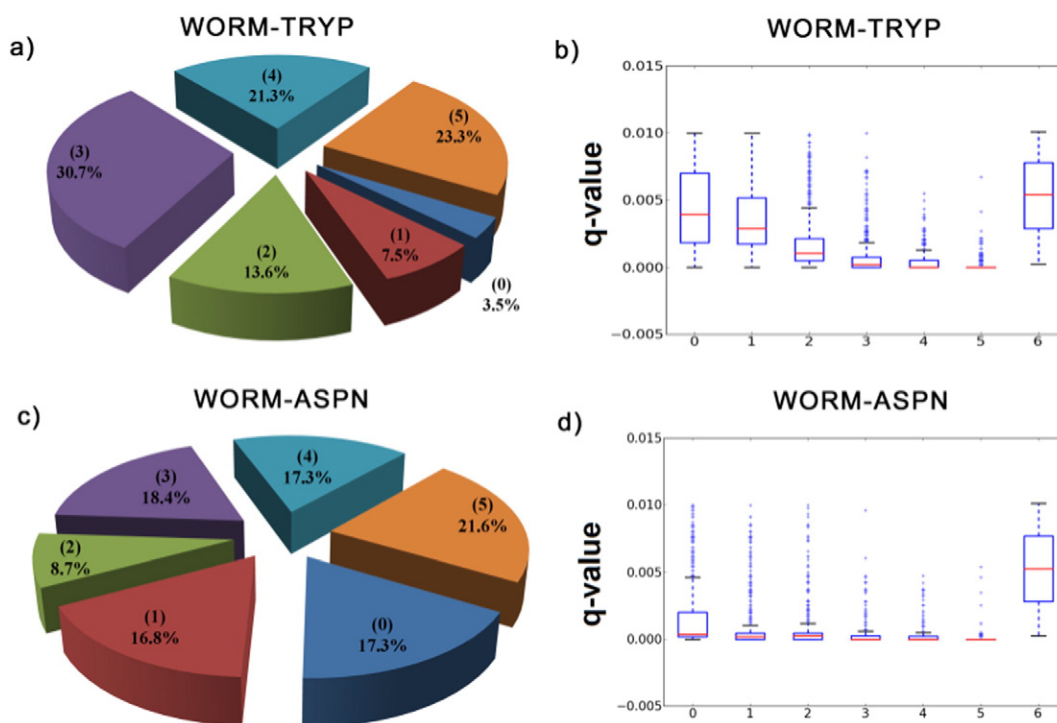 WORM-TRYP
a)
(4)
21.3%
(5)
23.3%
(3)
30.7%
(1)
7.5%
(2)
13.6%
(0)
3.5%
WORM-TRYP
b)
0.015
0.010
0.005
0.000
−0.005
q-value
0 1 2 3 4 5 6
WORM-ASPN
c)
(4)
17.3%
(3)
18.4%
(5)
21.6%
(2)
8.7%
(1)
16.8%
(0)
17.3%
WORM-ASPN
d)
0.015
0.010
0.005
0.000
−0.005
q-value
0 1 2 3 4 5 6